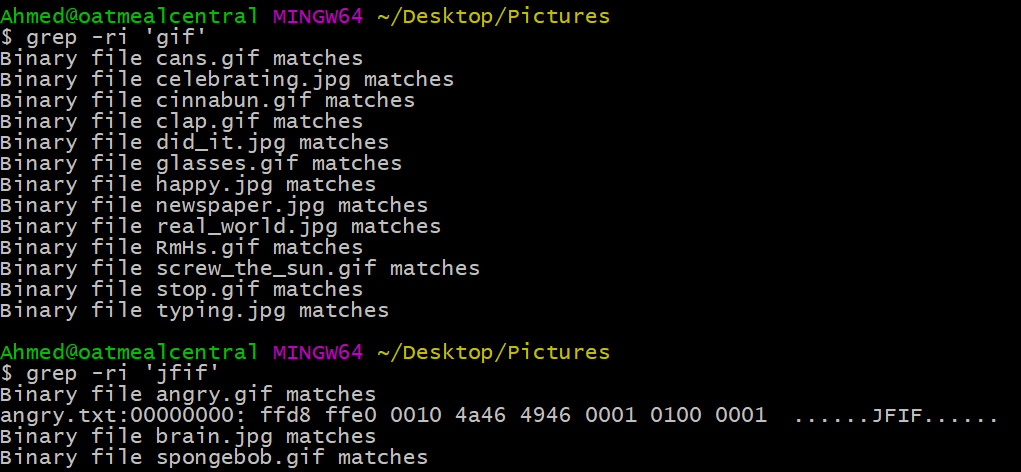 Ahmed@oatmealcentral MINGW64 ~/Desktop/Pictures
$ grep -ri 'gif'
Binary file cans.gif matches
Binary file celebrating.jpg matches
Binary file cinnabun.gif matches
Binary file clap.gif matches
Binary file did_it.jpg matches
Binary file glasses.gif matches
Binary file happy.jpg matches
Binary file newspaper.jpg matches
Binary file real_world.jpg matches
Binary file RmHs.gif matches
Binary file screw_the_sun.gif matches
Binary file stop.gif matches
Binary file typing.jpg matches
Ahmed@oatmealcentral MINGW64 ~/Desktop/Pictures
$ grep -ri 'jfif'
Binary file angry.gif matches
angry.txt:00000000: ffd8 ffe0 0010 4a46 4946 0001 0100 0001  ......JFIF......
Binary file brain.jpg matches
Binary file spongebob.gif matches